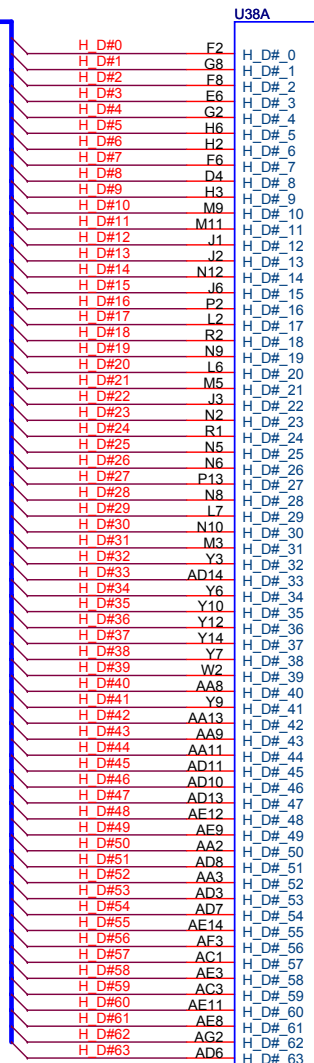 U38A
H_D#0 F2 H_D#_0
H_D#1 G8 H_D#_1
H_D#2 F8 H_D#_2
H_D#3 E6 H_D#_3
H_D#4 G2 H_D#_4
H_D#5 H6 H_D#_5
H_D#6 H2 H_D#_6
H_D#7 F6 H_D#_7
H_D#8 D4 H_D#_8
H_D#9 H3 H_D#_9
H_D#10 M9 H_D#_10
H_D#11 M11 H_D#_11
H_D#12 J1 H_D#_12
H_D#13 J2 H_D#_13
H_D#14 N12 H_D#_14
H_D#15 J6 H_D#_15
H_D#16 P2 H_D#_16
H_D#17 L2 H_D#_17
H_D#18 R2 H_D#_18
H_D#19 N9 H_D#_19
H_D#20 L6 H_D#_20
H_D#21 M5 H_D#_21
H_D#22 J3 H_D#_22
H_D#23 N2 H_D#_23
H_D#24 R1 H_D#_24
H_D#25 N5 H_D#_25
H_D#26 N6 H_D#_26
H_D#27 P13 H_D#_27
H_D#28 N8 H_D#_28
H_D#29 L7 H_D#_29
H_D#30 N10 H_D#_30
H_D#31 M3 H_D#_31
H_D#32 Y3 H_D#_32
H_D#33 AD14 H_D#_33
H_D#34 Y6 H_D#_34
H_D#35 Y10 H_D#_35
H_D#36 Y12 H_D#_36
H_D#37 Y14 H_D#_37
H_D#38 Y7 H_D#_38
H_D#39 W2 H_D#_39
H_D#40 AA8 H_D#_40
H_D#41 Y9 H_D#_41
H_D#42 AA13 H_D#_42
H_D#43 AA9 H_D#_43
H_D#44 AA11 H_D#_44
H_D#45 AD11 H_D#_45
H_D#46 AD10 H_D#_46
H_D#47 AD13 H_D#_47
H_D#48 AE12 H_D#_48
H_D#49 AE9 H_D#_49
H_D#50 AA2 H_D#_50
H_D#51 AD8 H_D#_51
H_D#52 AA3 H_D#_52
H_D#53 AD3 H_D#_53
H_D#54 AD7 H_D#_54
H_D#55 AE14 H_D#_55
H_D#56 AF3 H_D#_56
H_D#57 AC1 H_D#_57
H_D#58 AE3 H_D#_58
H_D#59 AC3 H_D#_59
H_D#60 AE11 H_D#_60
H_D#61 AE8 H_D#_61
H_D#62 AG2 H_D#_62
H_D#63 AD6 H_D#_63